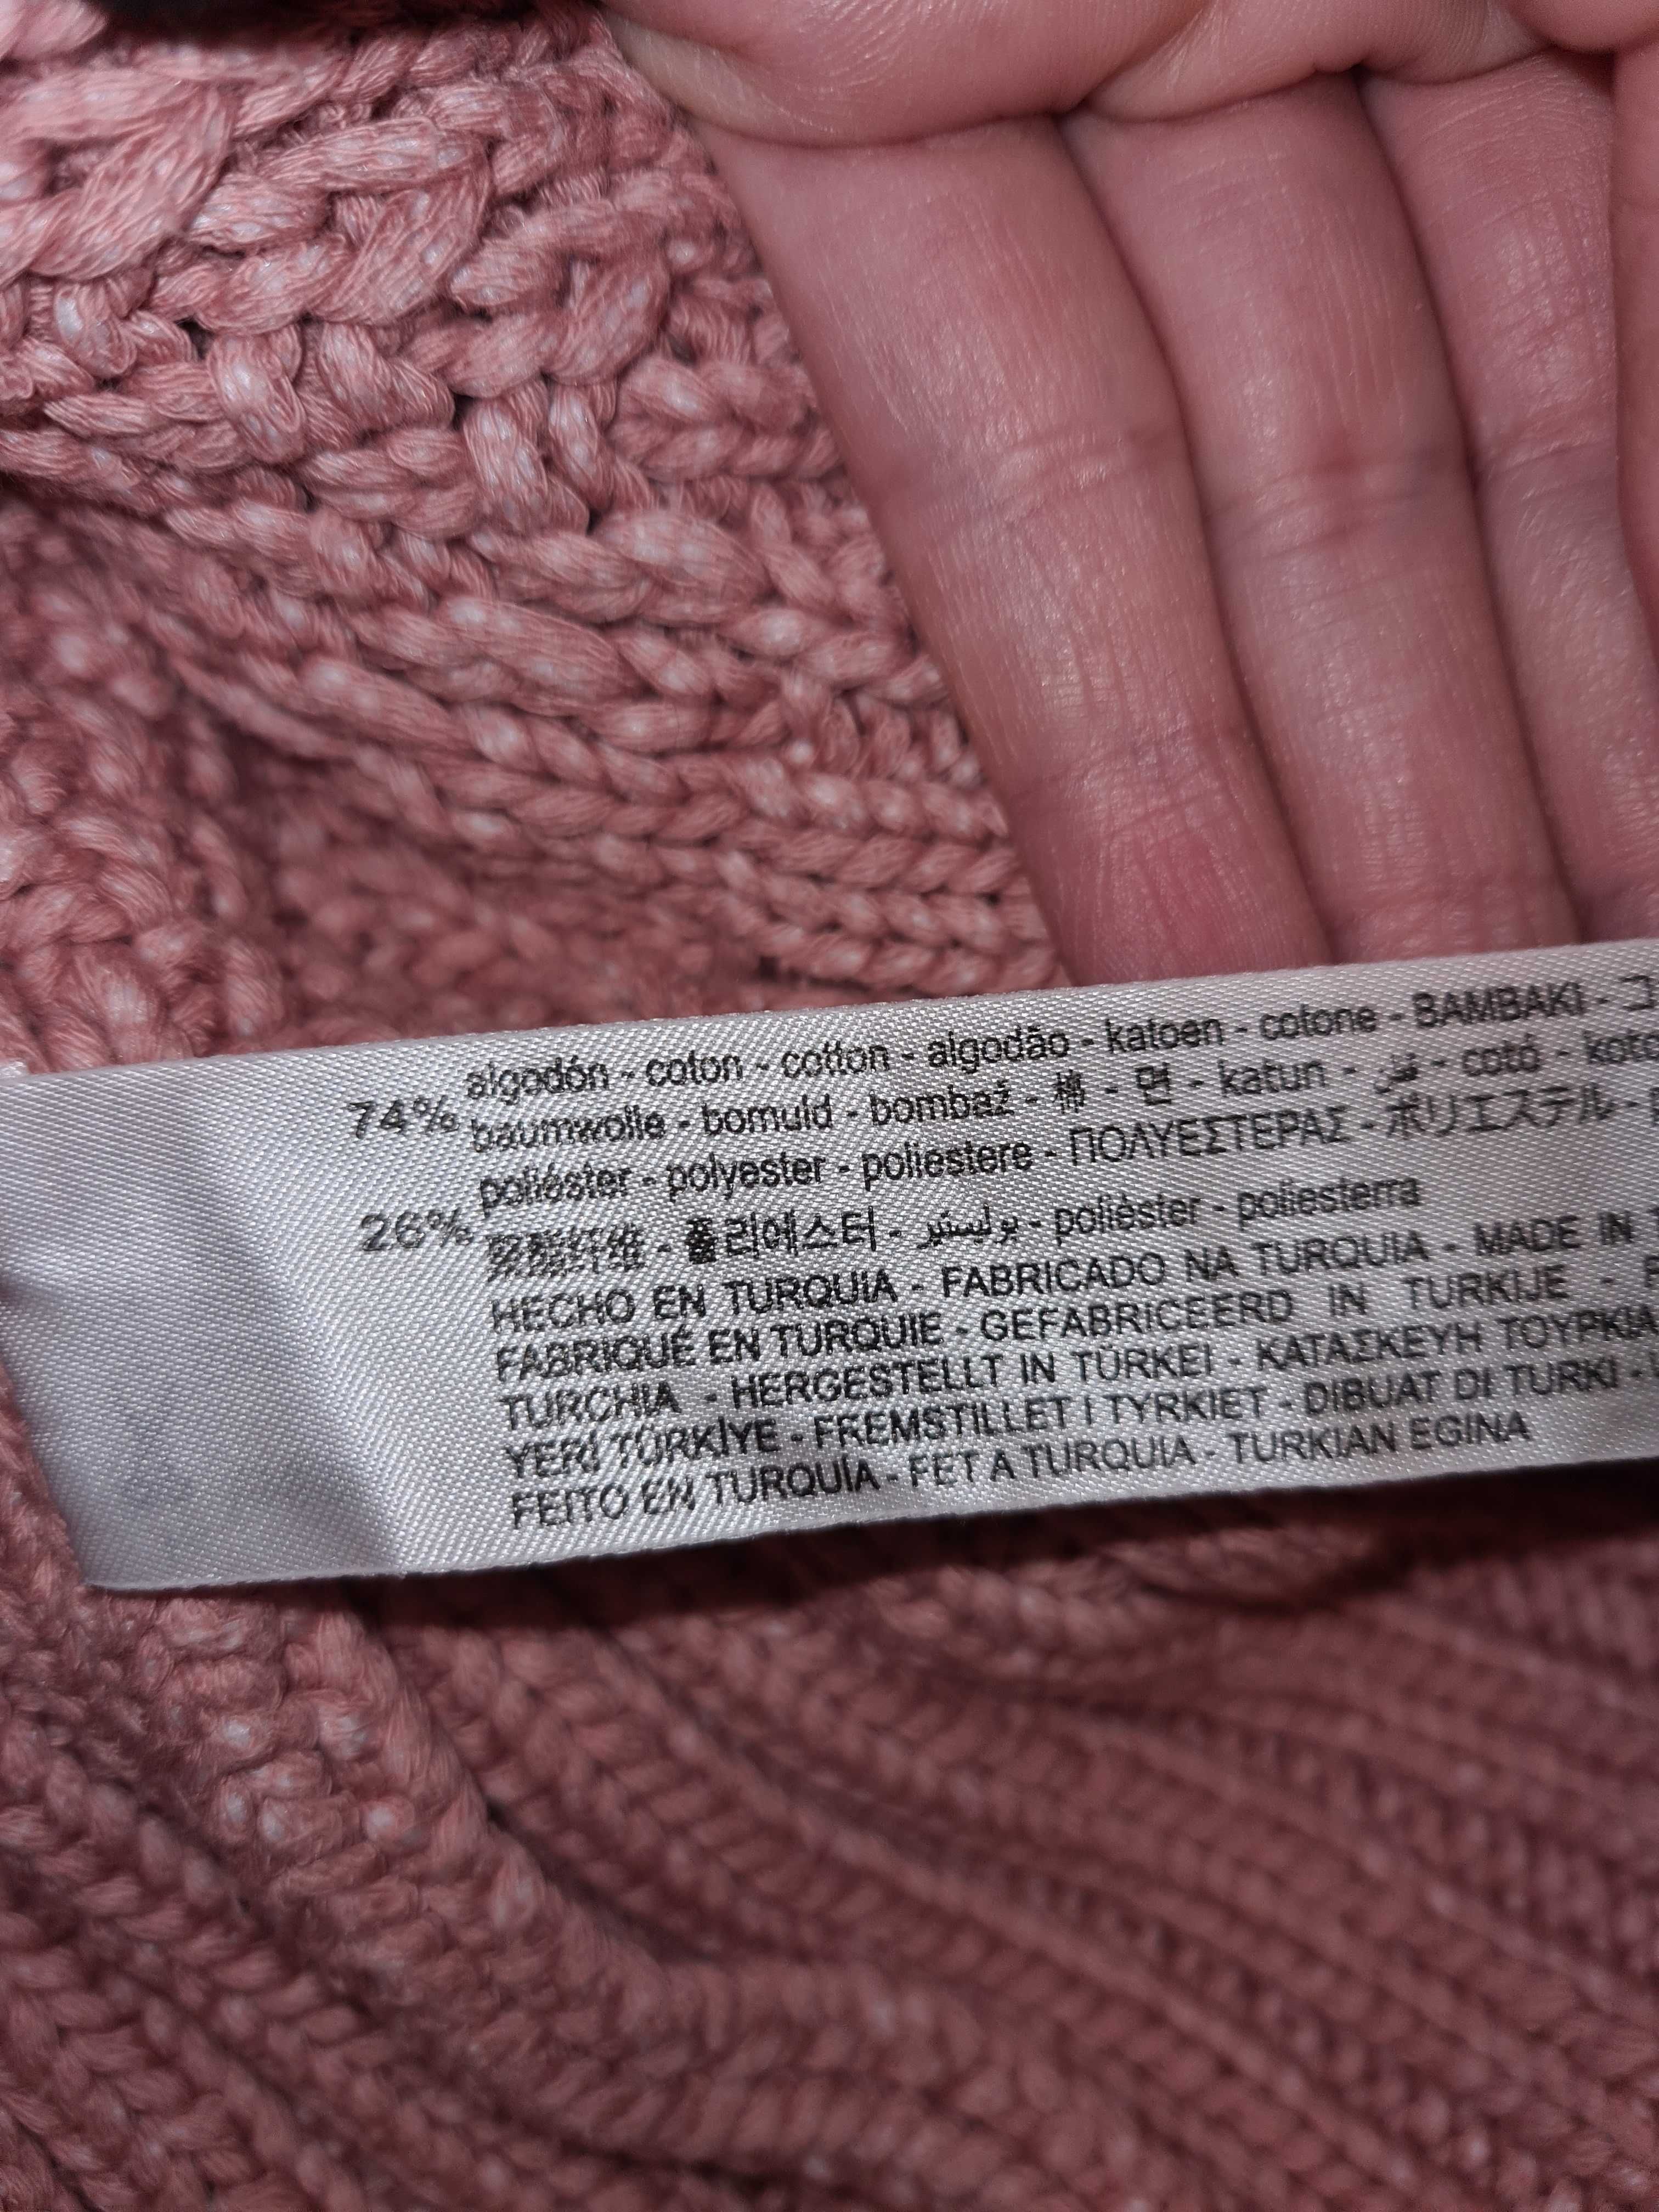 74% algodón - coton - cotton - algodão - katoen - cotone - BAMBAKI - コ
baumwolle - bomuld - bombaž - 棉 - 면 - katun - قطن - cotó - koto
26% poliéster - polyester - poliestere - ΠΟΛΥΕΣΤΕΡΑΣ - ポリエステル -
聚酯纤维 - 폴리에스터 - بوليستر - polièster - poliesterra
HECHO EN TURQUIA - FABRICADO NA TURQUIA - MADE IN
FABRIQUÉ EN TURQUIE - GEFABRICEERD IN TURKIJE -
TURCHIA - HERGESTELLT IN TÜRKEI - ΚΑΤΑΣΚΕΥΗ ΤΟΥΡΚΙΑ
YERİ TÜRKİYE - FREMSTILLET I TYRKIET - DIBUAT DI TURKI -
FEITO EN TURQUÍA - FET A TURQUIA - TURKIAN EGINA